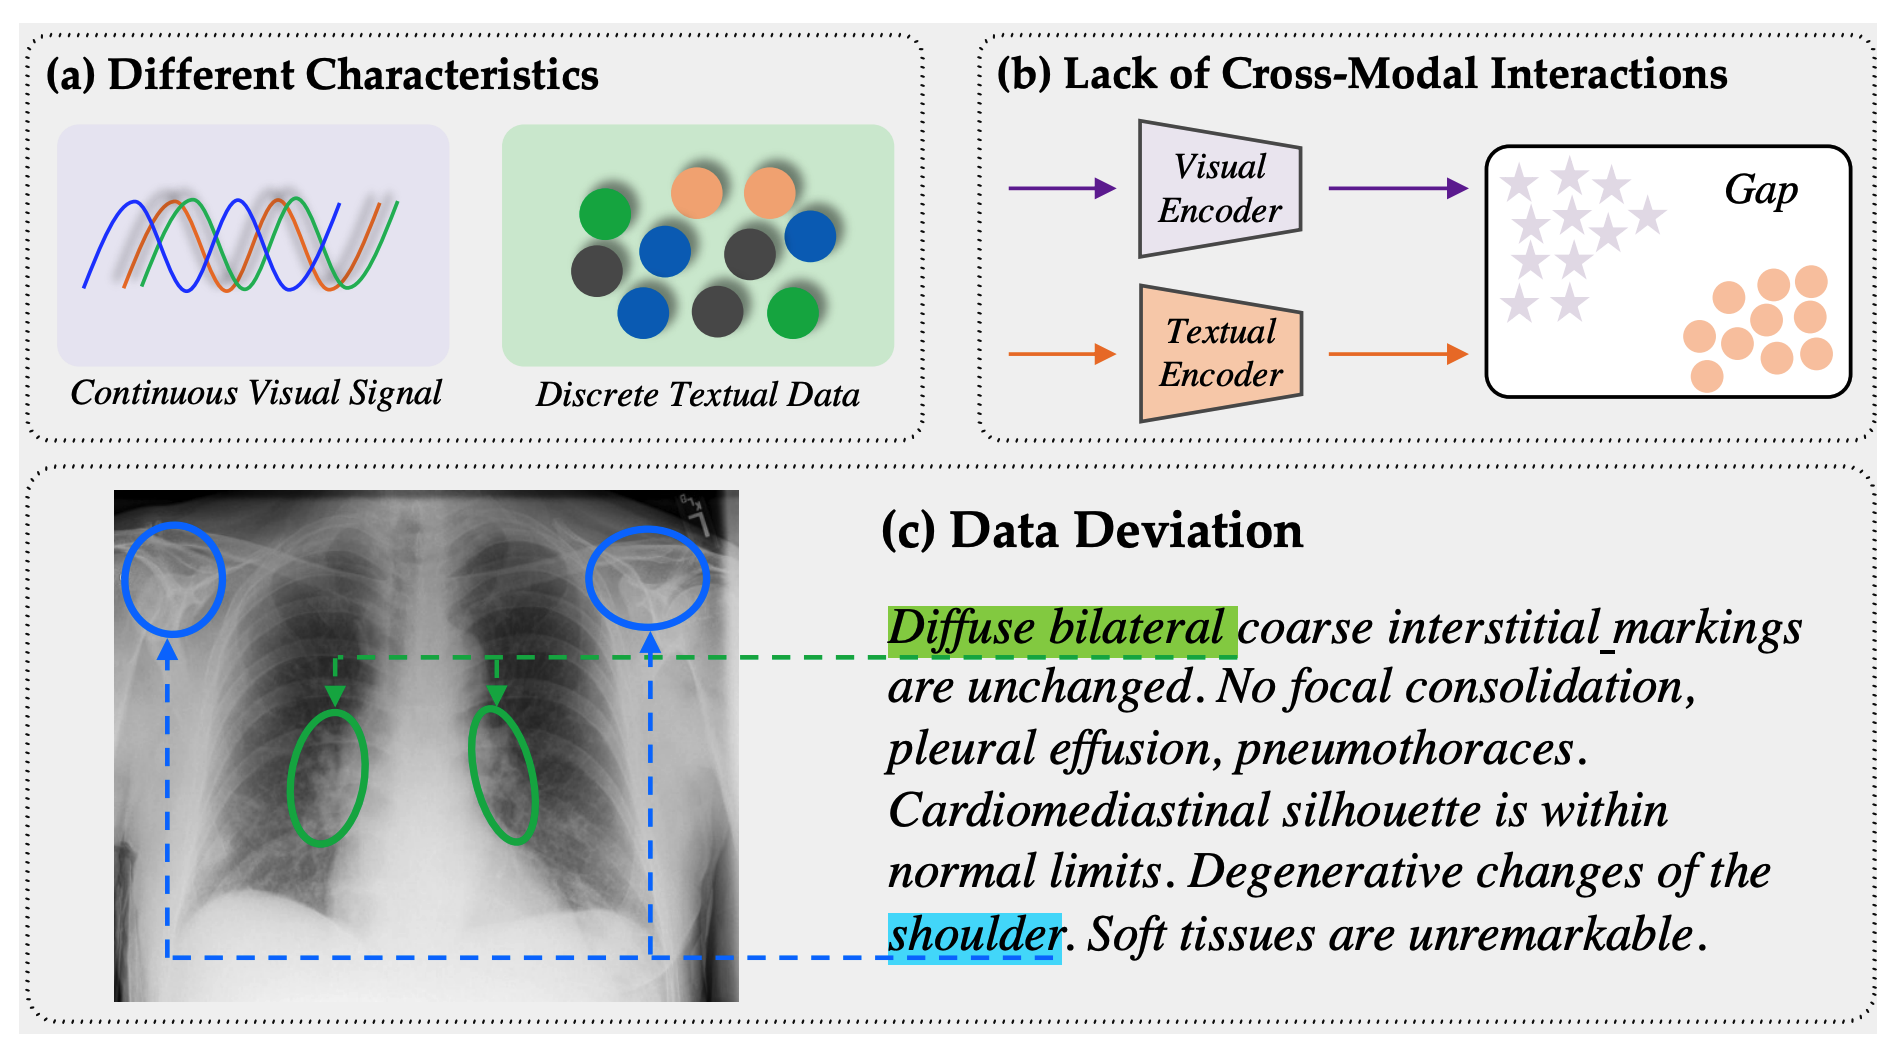 (a) Different Characteristics
Continuous Visual Signal
Discrete Textual Data
(b) Lack of Cross-Modal Interactions
Visual
Encoder
Textual
Encoder
Gap
L
(c) Data Deviation
Diffuse bilateral coarse interstitial_markings
are unchanged. No focal consolidation,
pleural effusion, pneumothoraces.
Cardiomediastinal silhouette is within
normal limits. Degenerative changes of the
shoulder. Soft tissues are unremarkable.